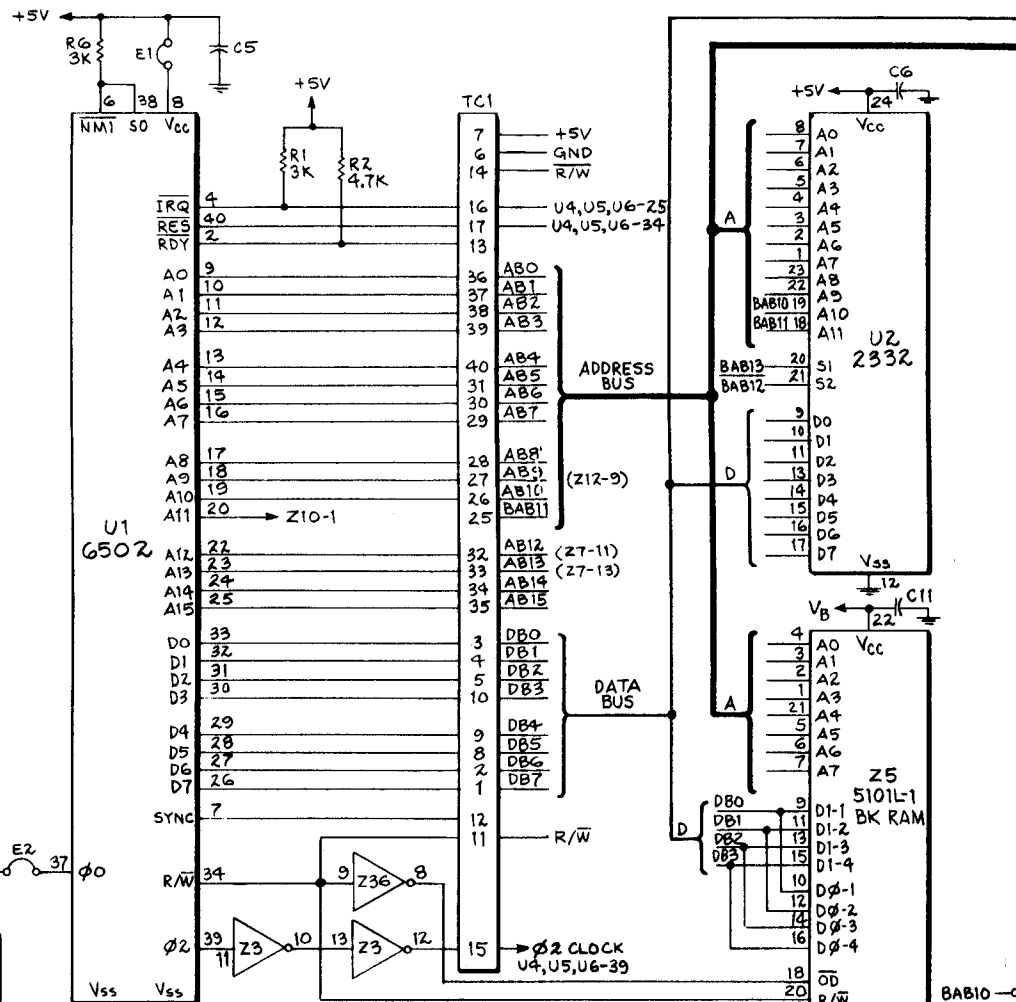 +5V
R6
3K
E1
C5
6
38
8
NMI
SO
Vcc
+5V
R1
3K
R2
4.7K
TC1
7 +5V
6 GND
14 R/W
IRQ 4 16 U4, U5, U6-25
RES 40 17 U4, U5, U6-34
RDY 2 13
A0 9 36 AB0
A1 10 37 AB1
A2 11 38 AB2
A3 12 39 AB3
A4 13 40 AB4
A5 14 31 AB5
A6 15 30 AB6
A7 16 29 AB7
ADDRESS
BUS
A8 17 28 AB8
A9 18 27 AB9
(Z12-9)
A10 19 26 AB10
A11 20 Z10-1 25 BAB11
U1
6502
A12 22 32 AB12 (Z7-11)
A13 23 33 AB13 (Z7-13)
A14 24 34 AB14
A15 25 35 AB15
D0 33 3 DB0
D1 32 4 DB1
D2 31 5 DB2
D3 30 10 DB3
DATA
BUS
D4 29 9 DB4
D5 28 8 DB5
D6 27 2 DB6
D7 26 1 DB7
SYNC 7 12
11 R/W
E2
37 ϕ0
R/W 34
9 Z36 8
ϕ2 39
11 Z3 10
13 Z3 12
15 ϕ2 CLOCK
U4, U5, U6-39
Vss Vss
+5V
C6
24
Vcc
A
8 A0
7 A1
6 A2
5 A3
4 A4
3 A5
2 A6
1 A7
23 A8
22 A9
BAB10 19 A10
BAB11 18 A11
U2
2332
BAB13 20 S1
BAB12 21 S2
D
9 D0
10 D1
11 D2
13 D3
14 D4
15 D5
16 D6
17 D7
Vss
12
VB
C11
22
Vcc
A
4 A0
3 A1
2 A2
1 A3
21 A4
5 A5
6 A6
7 A7
Z5
5101L-1
BK RAM
D
DB0 9 D1-1
DB1 11 D1-2
DB2 13 D1-3
DB3 15 D1-4
10 DØ-1
12 DØ-2
14 DØ-3
16 DØ-4
18 OD
20 R/W
BAB10